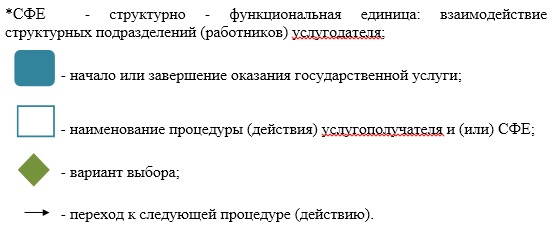 *СФЕ - структурно - функциональная единица: взаимодействие
структурных подразделений (работников) услугодателя;
- начало или завершение оказания государственной услуги;
- наименование процедуры (действия) услугополучателя и (или) СФЕ;
- вариант выбора;
- переход к следующей процедуре (действию).